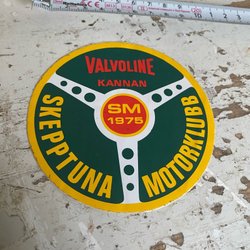 VALVOLINE
KANNAN
SM
1975
SKEPPTUNA
MOTORKLUBB